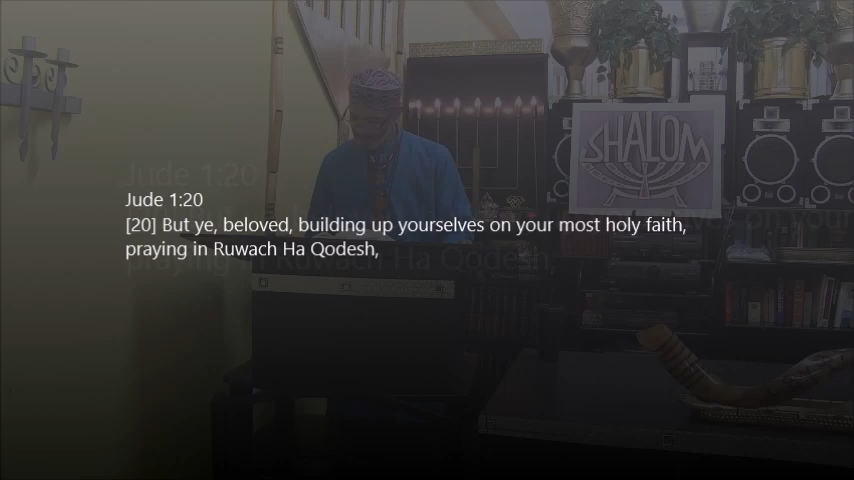 SHALOM
Jude 1:20
[20] But ye, beloved, building up yourselves on your most holy faith,
praying in Ruwach Ha Qodesh,